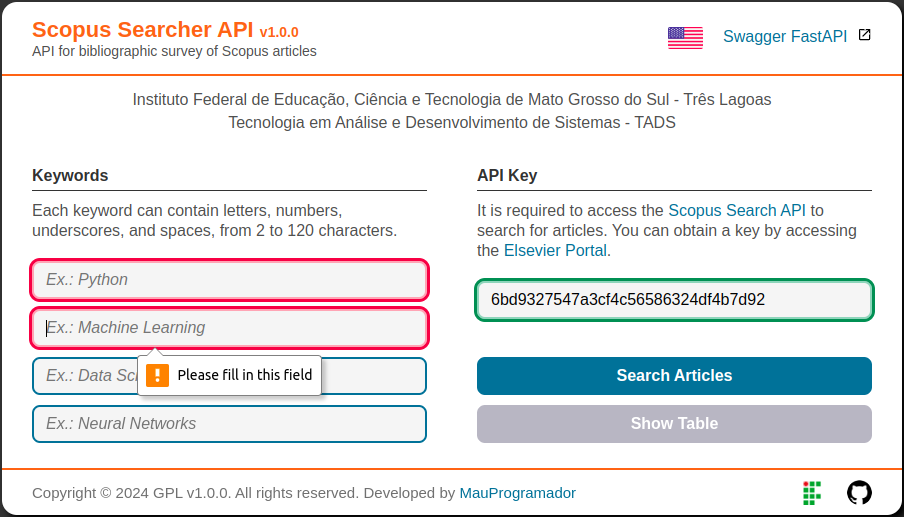 Scopus Searcher API v1.0.0
API for bibliographic survey of Scopus articles
Swagger FastAPI
Instituto Federal de Educação, Ciência e Tecnologia de Mato Grosso do Sul - Três Lagoas
Tecnologia em Análise e Desenvolvimento de Sistemas - TADS
Keywords
Each keyword can contain letters, numbers,
underscores, and spaces, from 2 to 120 characters.
Ex.: Python
Ex.: Machine Learning
Ex.: Data Sci
Please fill in this field
Ex.: Neural Networks
API Key
It is required to access the Scopus Search API to
search for articles. You can obtain a key by accessing
the Elsevier Portal.
6bd9327547a3cf4c56586324df4b7d92
Search Articles
Show Table
Copyright © 2024 GPL v1.0.0. All rights reserved. Developed by MauProgramador